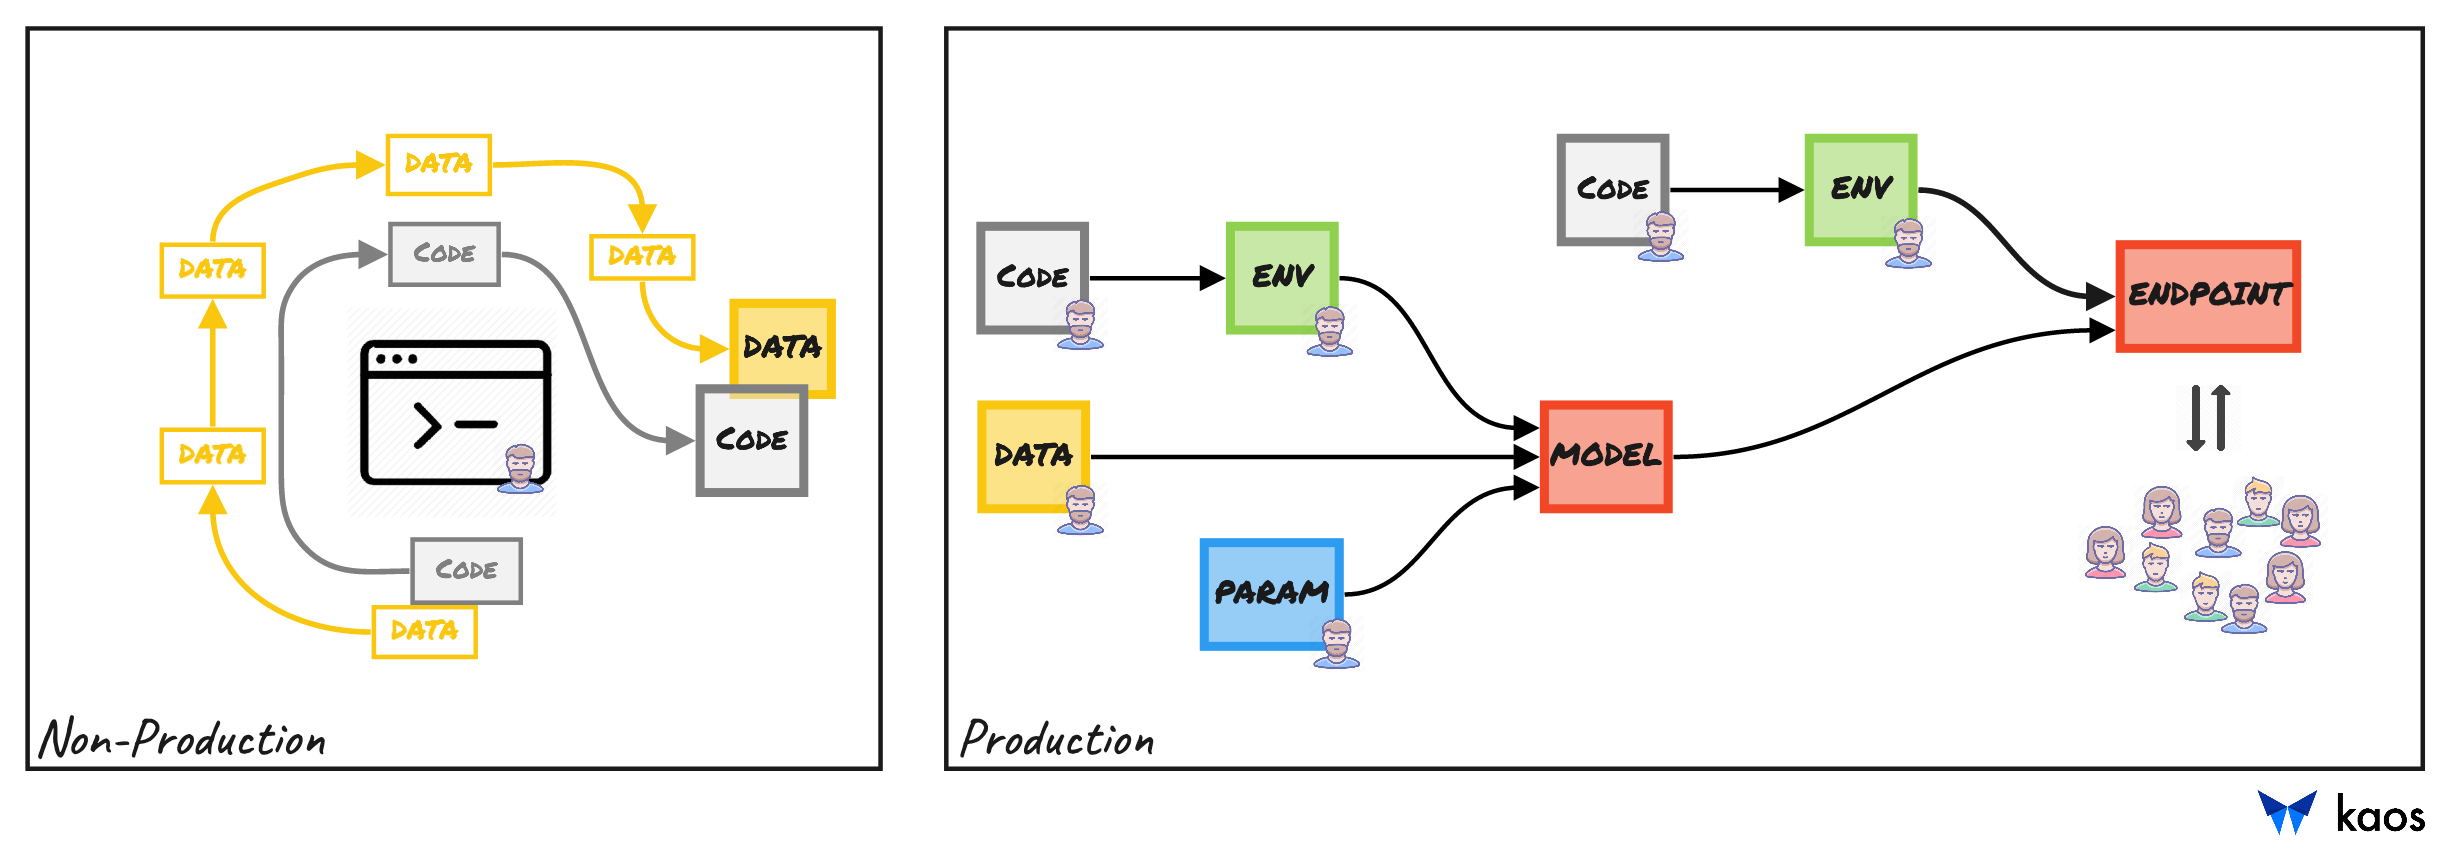 DATA
CODE
DATA
DATA
DATA
CODE
DATA
CODE
DATA
CODE
DATA
Non-Production
CODE
ENV
CODE
ENV
ENDPOINT
DATA
MODEL
PARAM
Production
kaos